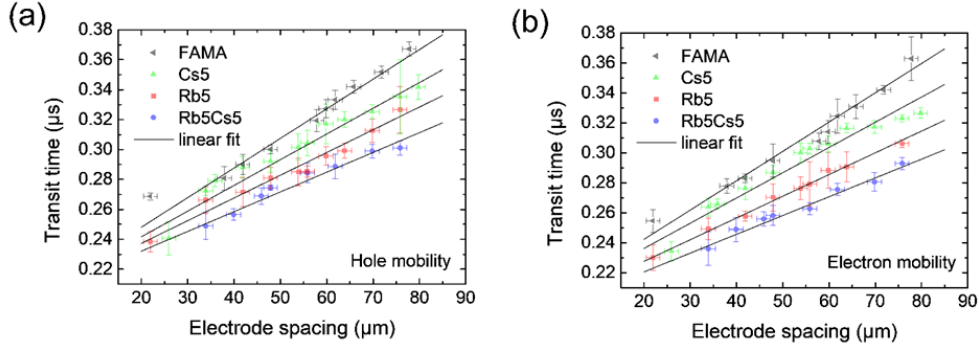 (a)
0.38
0.36
0.34
0.32
0.30
0.28
0.26
0.24
0.22
Transit time (μs)
FAMA
Cs5
Rb5
Rb5Cs5
linear fit
Hole mobility
20 30 40 50 60 70 80 90
Electrode spacing (μm)
(b)
0.38
0.36
0.34
0.32
0.30
0.28
0.26
0.24
0.22
Transit time (μs)
FAMA
Cs5
Rb5
Rb5Cs5
linear fit
Electron mobility
20 30 40 50 60 70 80 90
Electrode spacing (μm)